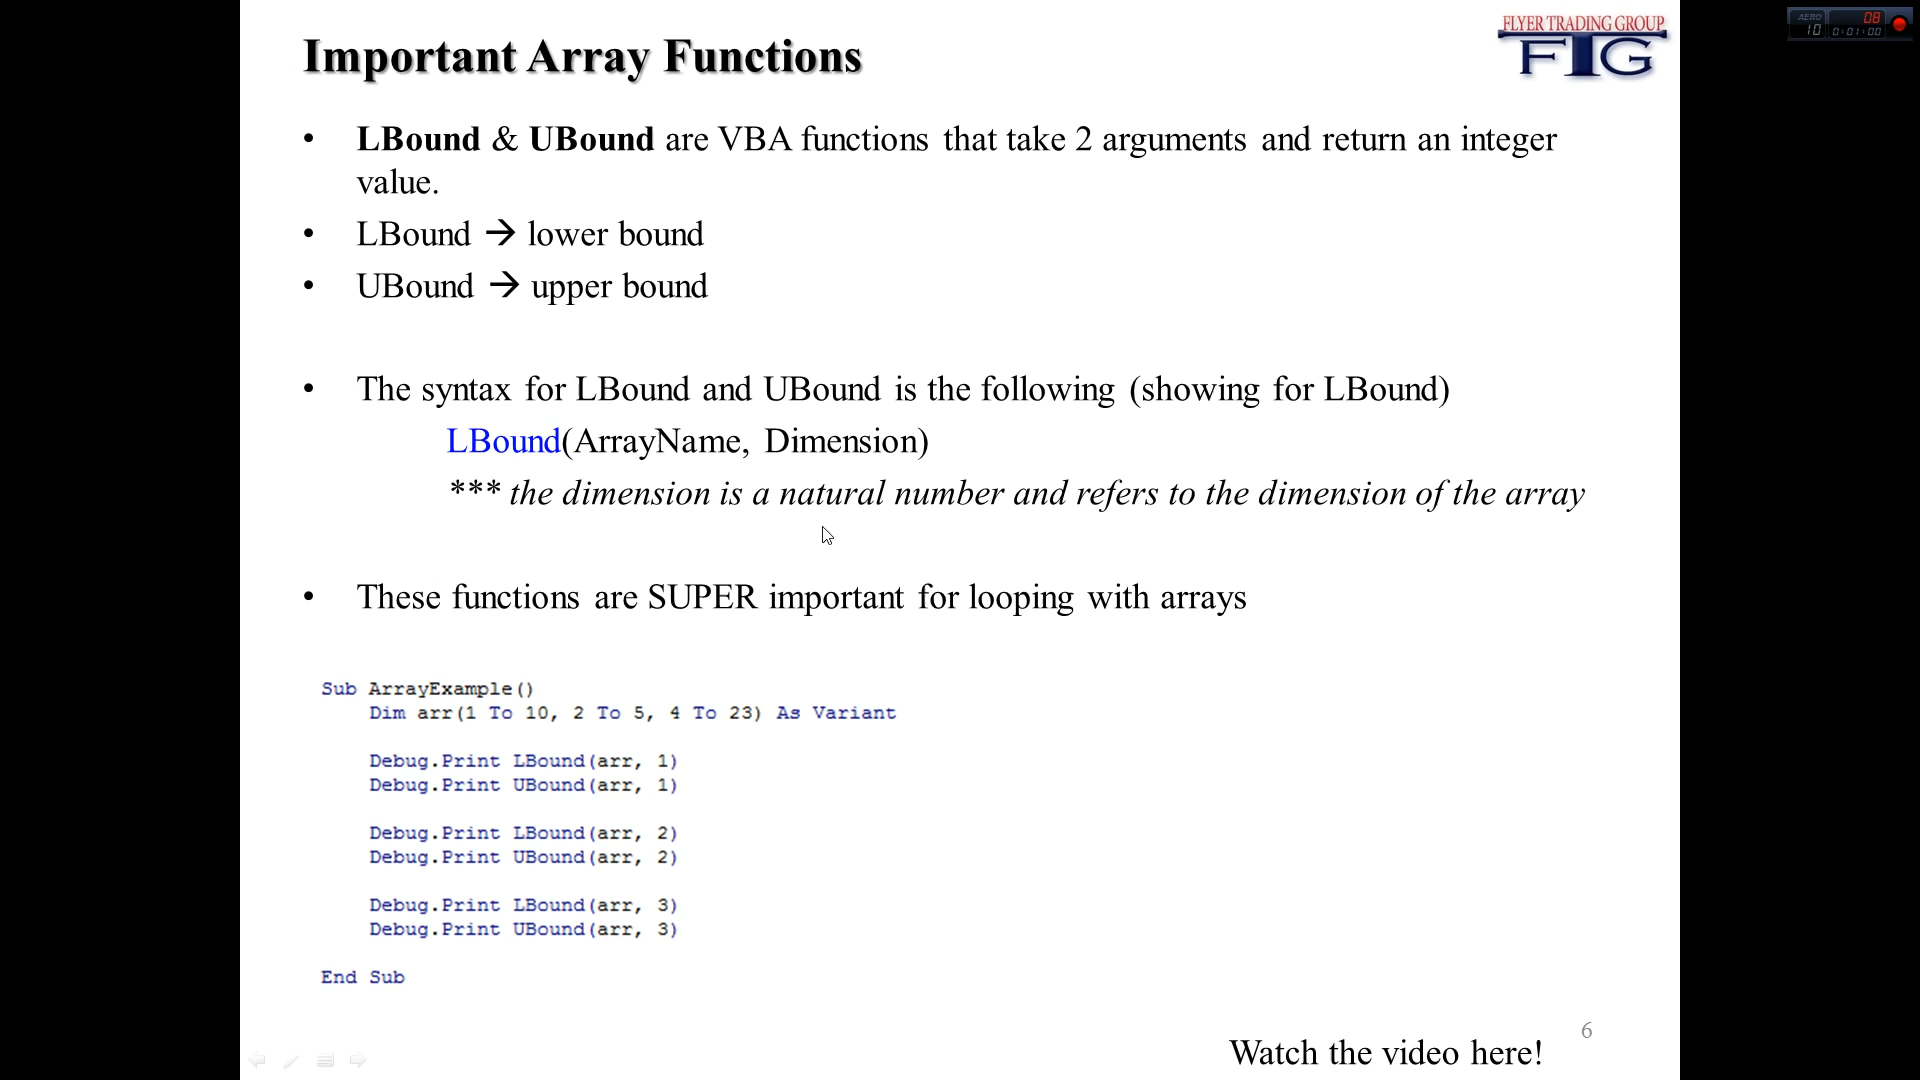 Important Array Functions
FLYER TRADING GROUP
FTG
• LBound & UBound are VBA functions that take 2 arguments and return an integer
value.
• LBound → lower bound
• UBound → upper bound
• The syntax for LBound and UBound is the following (showing for LBound)
LBound(ArrayName, Dimension)
*** the dimension is a natural number and refers to the dimension of the array
• These functions are SUPER important for looping with arrays
Sub ArrayExample()
Dim arr(1 To 10, 2 To 5, 4 To 23) As Variant
Debug.Print LBound(arr, 1)
Debug.Print UBound(arr, 1)
Debug.Print LBound(arr, 2)
Debug.Print UBound(arr, 2)
Debug.Print LBound(arr, 3)
Debug.Print UBound(arr, 3)
End Sub
Watch the video here!
6
AERO
08
10
0:01:00